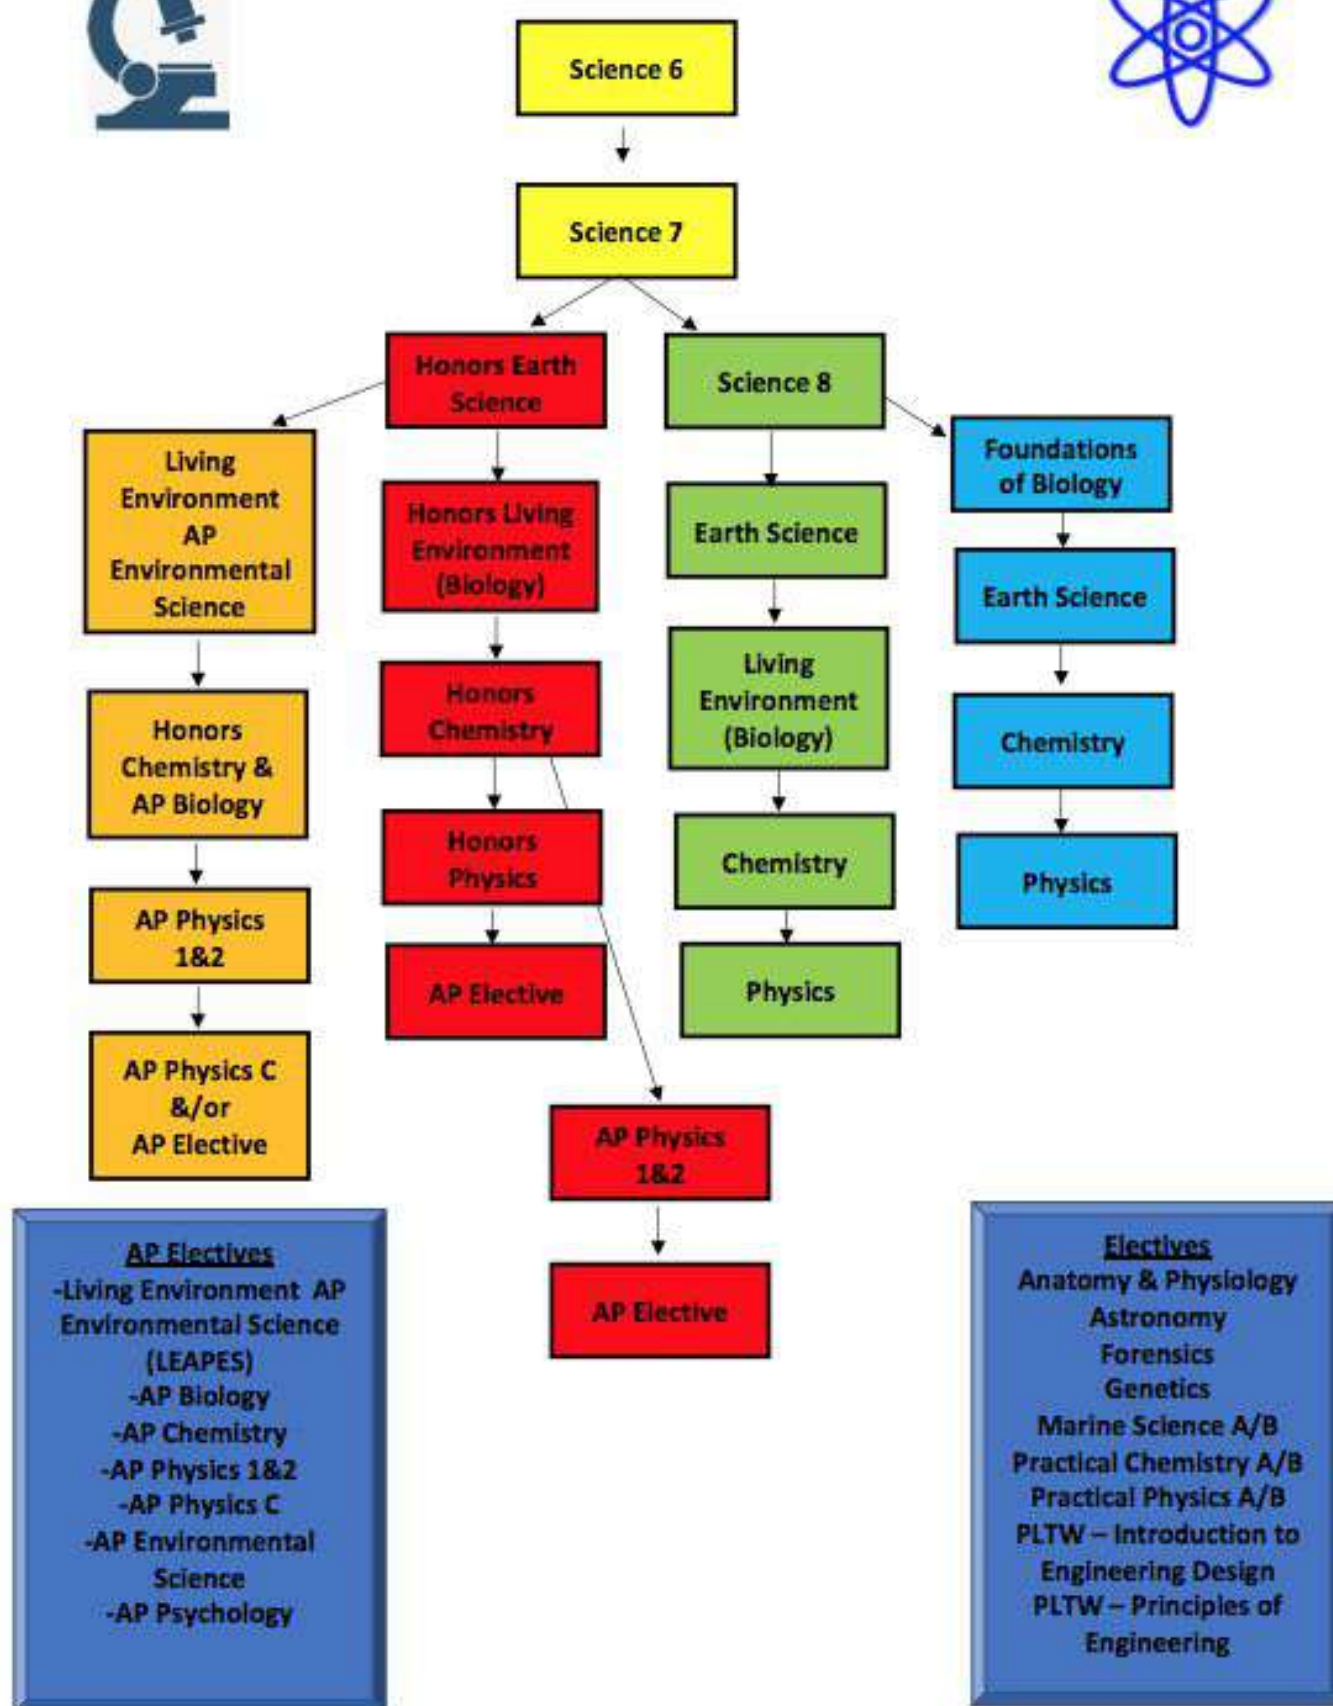 Science 6
Science 7
Honors Earth
Science
Science 8
Living
Environment
AP
Environmental
Science
Honors Living
Environment
(Biology)
Earth Science
Foundations
of Biology
Earth Science
Honors
Chemistry &
AP Biology
Honors
Chemistry
Living
Environment
(Biology)
Chemistry
Honors
Physics
Chemistry
Physics
AP Physics
1&2
AP Elective
Physics
AP Physics C
&/or
AP Elective
AP Physics
1&2
AP Elective
AP Electives
-Living Environment AP
Environmental Science
(LEAPES)
-AP Biology
-AP Chemistry
-AP Physics 1&2
-AP Physics C
-AP Environmental
Science
-AP Psychology
Electives
Anatomy & Physiology
Astronomy
Forensics
Genetics
Marine Science A/B
Practical Chemistry A/B
Practical Physics A/B
PLTW – Introduction to
Engineering Design
PLTW – Principles of
Engineering